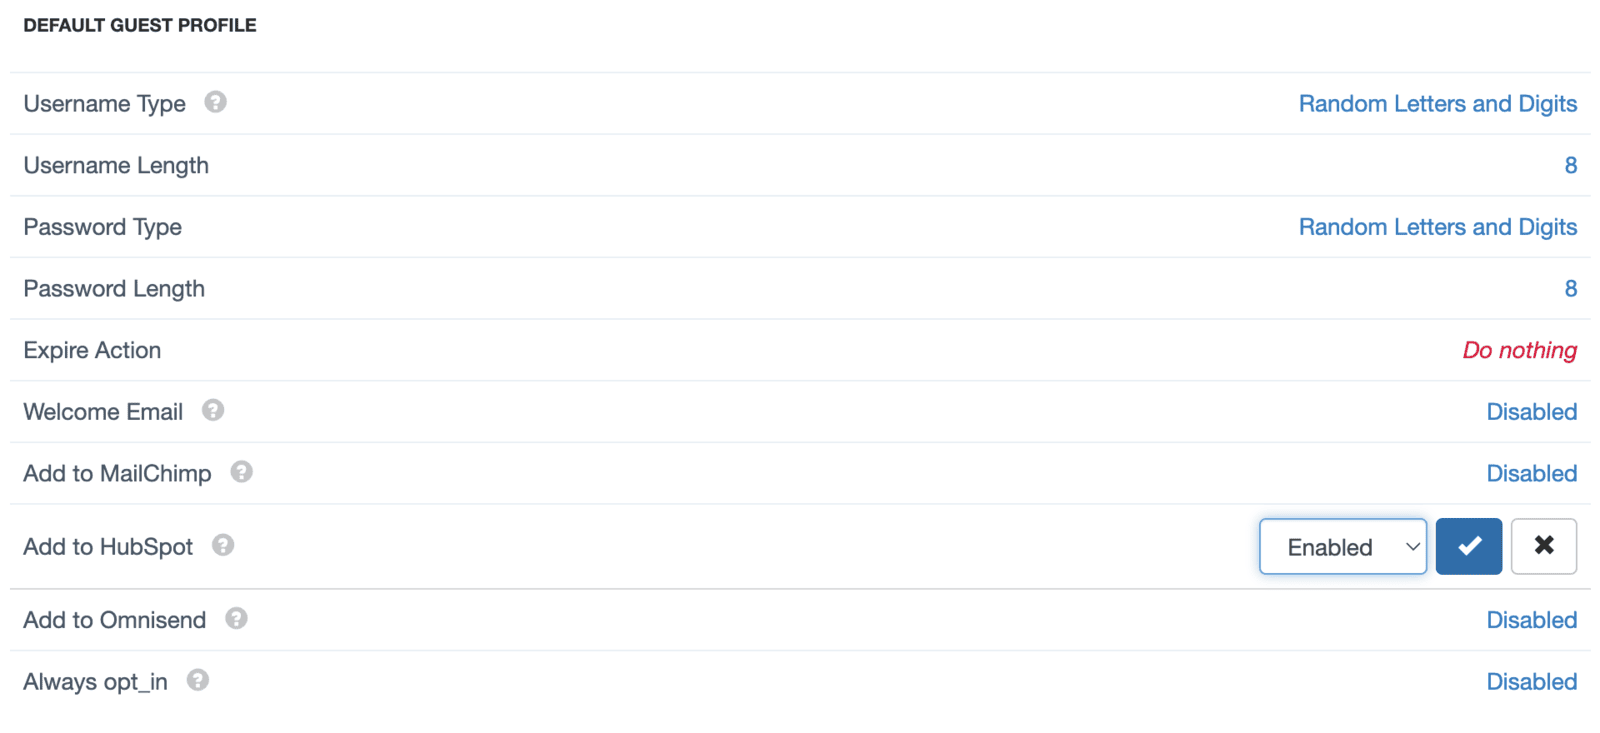 DEFAULT GUEST PROFILE
Username Type ? Random Letters and Digits
Username Length 8
Password Type Random Letters and Digits
Password Length 8
Expire Action Do nothing
Welcome Email ? Disabled
Add to MailChimp ? Disabled
Add to HubSpot ? Enabled
Add to Omnisend ? Disabled
Always opt_in ? Disabled